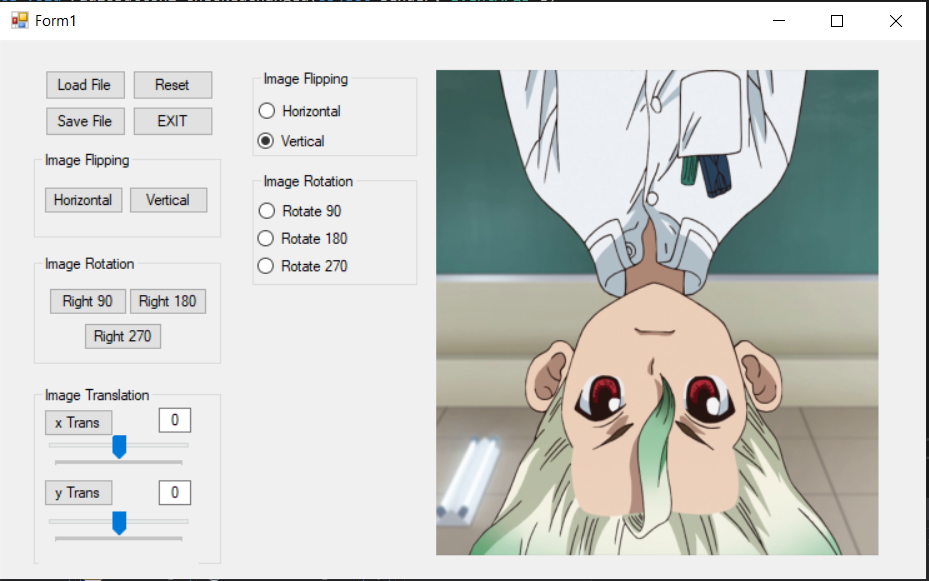 Form1
Load File
Reset
Save File
EXIT
Image Flipping
Horizontal
Vertical
Image Rotation
Right 90
Right 180
Right 270
Image Translation
x Trans
0
y Trans
0
Image Flipping
Horizontal
Vertical
Image Rotation
Rotate 90
Rotate 180
Rotate 270